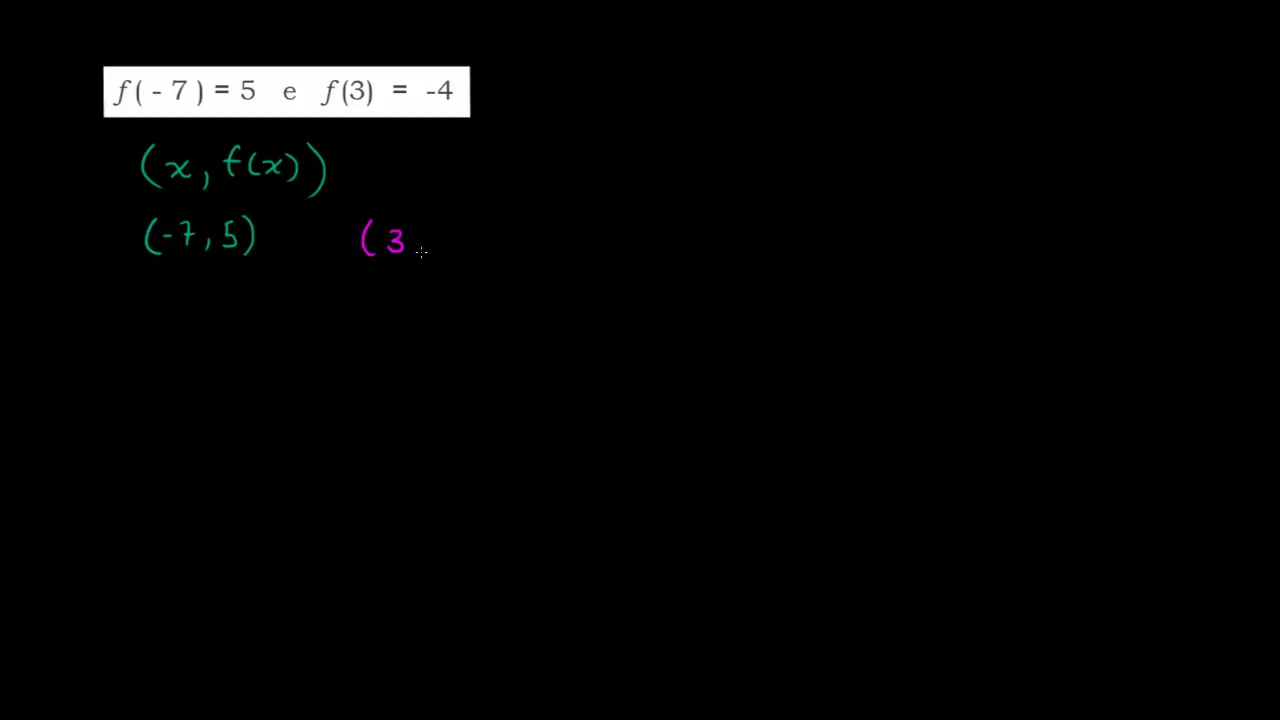 f( - 7 ) = 5 e f(3) = -4
(x, f(x))
(-7, 5) ( 3